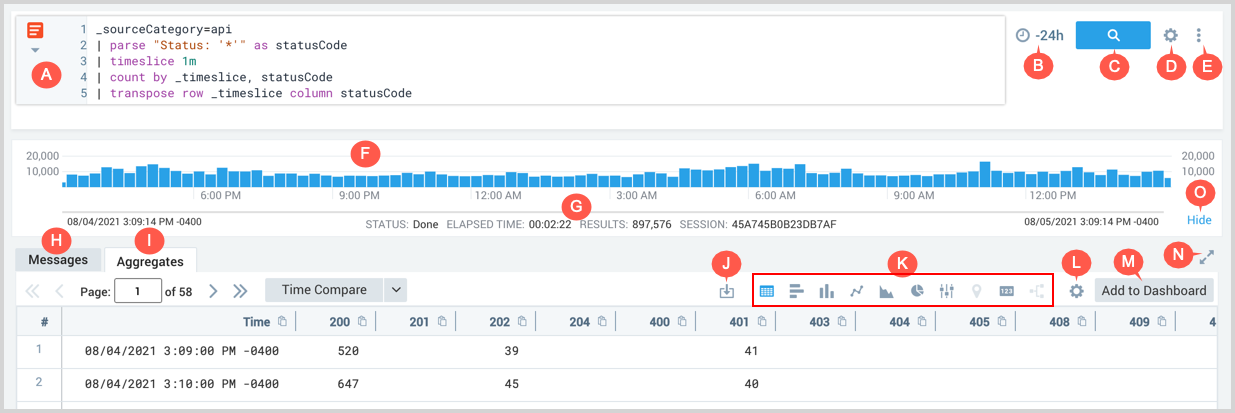 1 _sourceCategory=api
2 | parse "Status: '*'" as statusCode
3 | timeslice 1m
4 | count by _timeslice, statusCode
5 | transpose row _timeslice column statusCode
-24h
A B C D E
F
20,000 20,000
10,000 10,000
6:00 PM 9:00 PM 12:00 AM 3:00 AM 6:00 AM 9:00 AM 12:00 PM
G O
08/04/2021 3:09:14 PM -0400 STATUS: Done ELAPSED TIME: 00:02:22 RESULTS: 897,576 SESSION: 45A745B0B23DB7AF 08/05/2021 3:09:14 PM -0400 Hide
H I
Messages Aggregates
J K L M N
Page: 1 of 58 Time Compare 123 Add to Dashboard
# Time 200 201 202 204 400 401 403 404 405 408 409 4
1 08/04/2021 3:09:00 PM -0400 520 39 41
2 08/04/2021 3:10:00 PM -0400 647 45 40